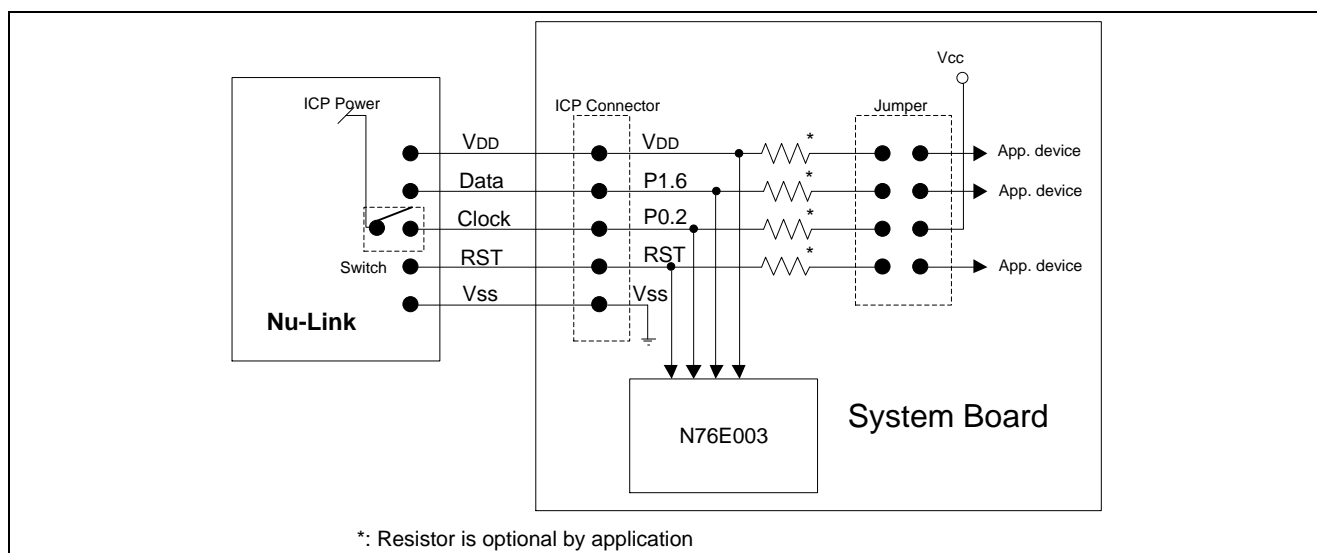 Vcc
ICP Power
ICP Connector
Jumper
VDD
VDD
*
App. device
Data
P1.6
*
App. device
Clock
P0.2
*
Switch
RST
RST
*
App. device
Vss
Vss
Nu-Link
N76E003
System Board
*: Resistor is optional by application